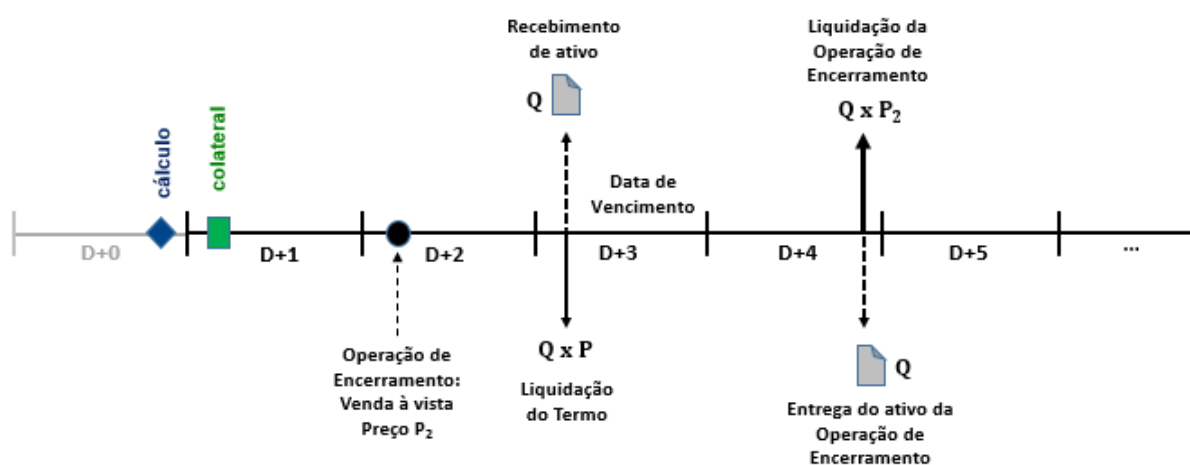 Recebimento
de ativo
Q
Liquidação da
Operação de
Encerramento
Q x P₂
cálculo
colateral
Data de
Vencimento
D+0
D+1
D+2
D+3
D+4
D+5
...
Operação de
Encerramento:
Venda à vista
Preço P₂
Q x P
Liquidação
do Termo
Q
Entrega do ativo da
Operação de
Encerramento